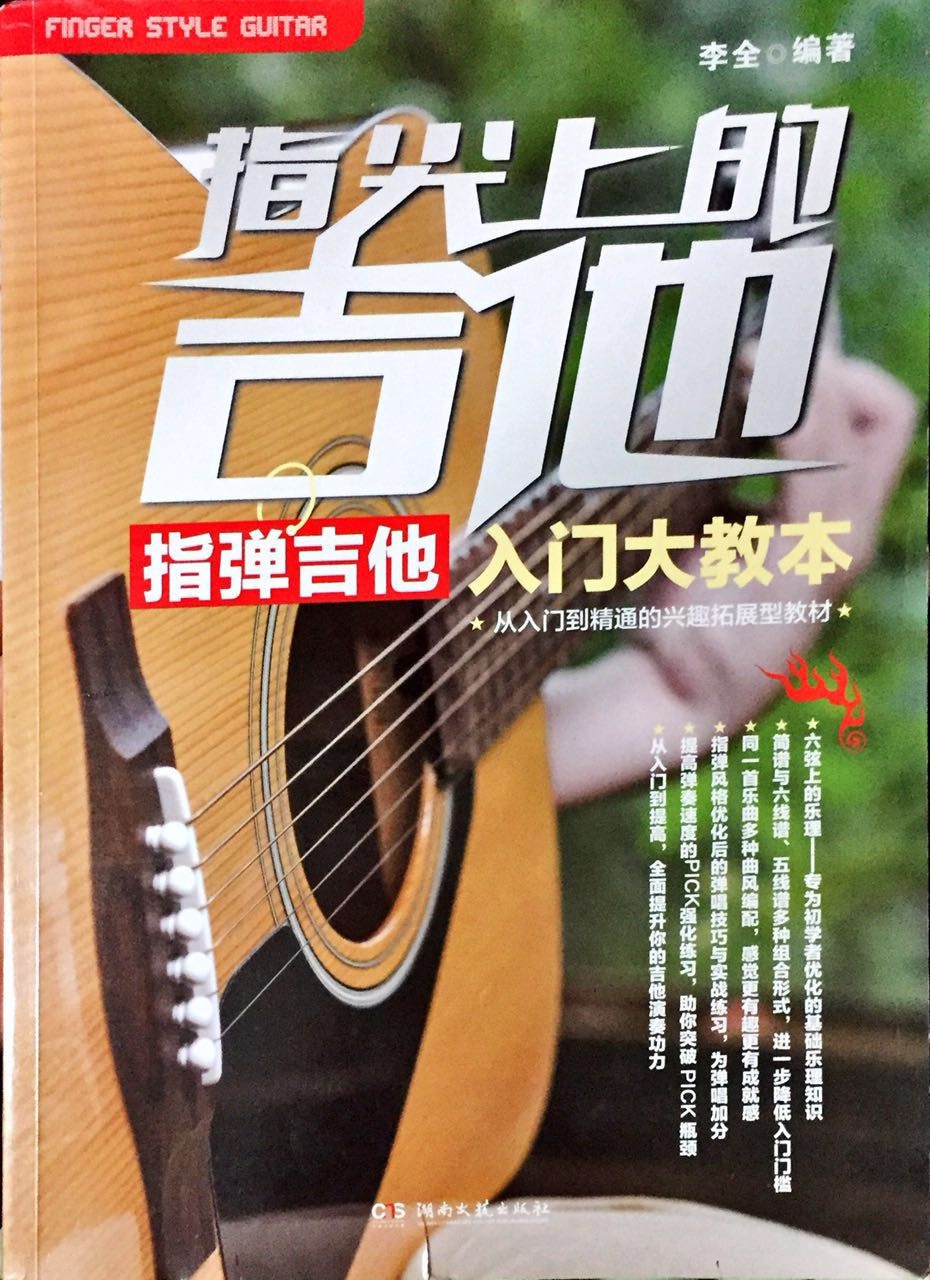 FINGER STYLE GUITAR
李全○编著
指尖上的
吉他
指弹吉他 入门大教本
★从入门到精通的兴趣拓展型教材★
★六弦上的乐理——专为初学者优化的基础乐理知识
★简谱与六线谱、五线谱多种组合形式，进一步降低入门门槛
★同一首乐曲多种曲风编配，感觉更有趣更有成就感
★指弹风格优化后的弹唱技巧与实战练习，为弹唱加分
★提高弹奏速度的PICK强化练习，助你突破PICK瓶颈
★从入门到提高，全面提升你的吉他演奏功力
CTS 湖南文艺出版社